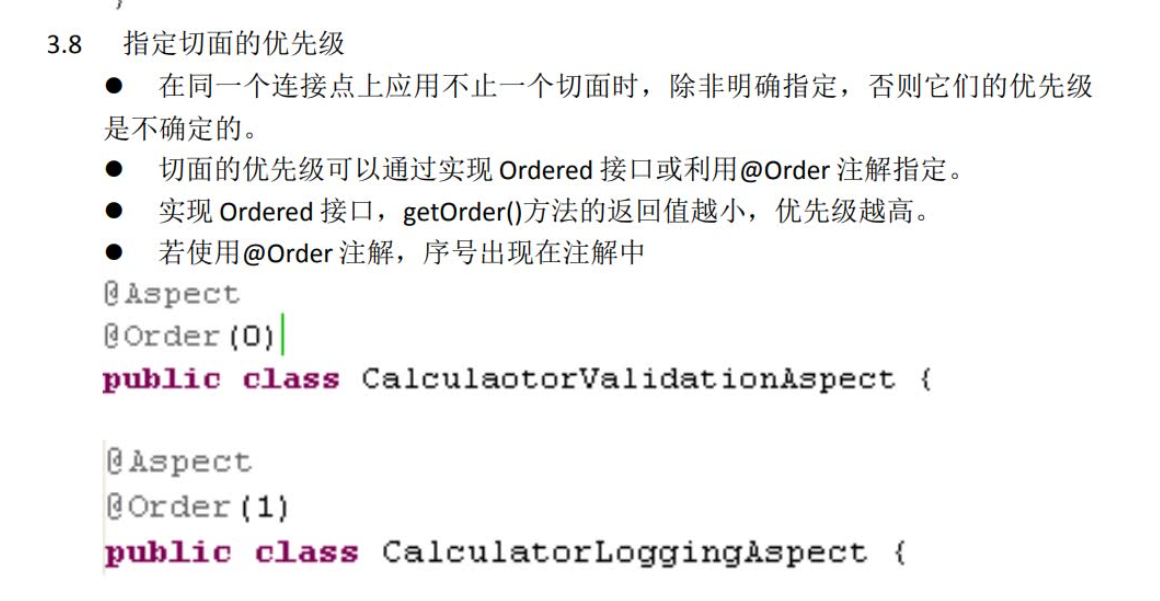 }
3.8 指定切面的优先级
● 在同一个连接点上应用不止一个切面时，除非明确指定，否则它们的优先级
是不确定的。
● 切面的优先级可以通过实现 Ordered 接口或利用@Order 注解指定。
● 实现 Ordered 接口，getOrder()方法的返回值越小，优先级越高。
● 若使用@Order 注解，序号出现在注解中
@Aspect
@Order(0)
public class CalculaotorValidationAspect {
@Aspect
@Order(1)
public class CalculatorLoggingAspect {